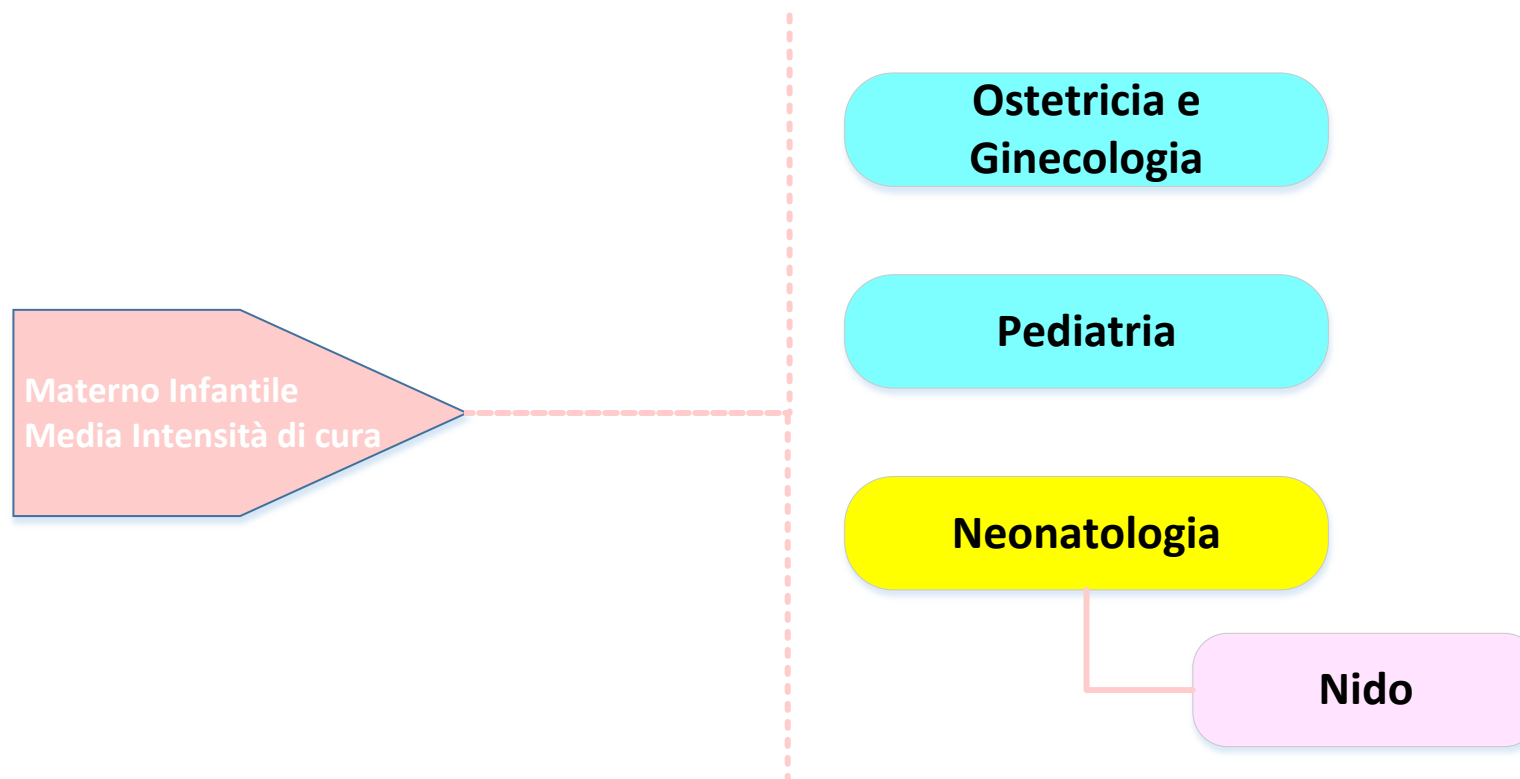 Ostetricia e
Ginecologia
Pediatria
Materno Infantile
Media Intensità di cura
Neonatologia
Nido